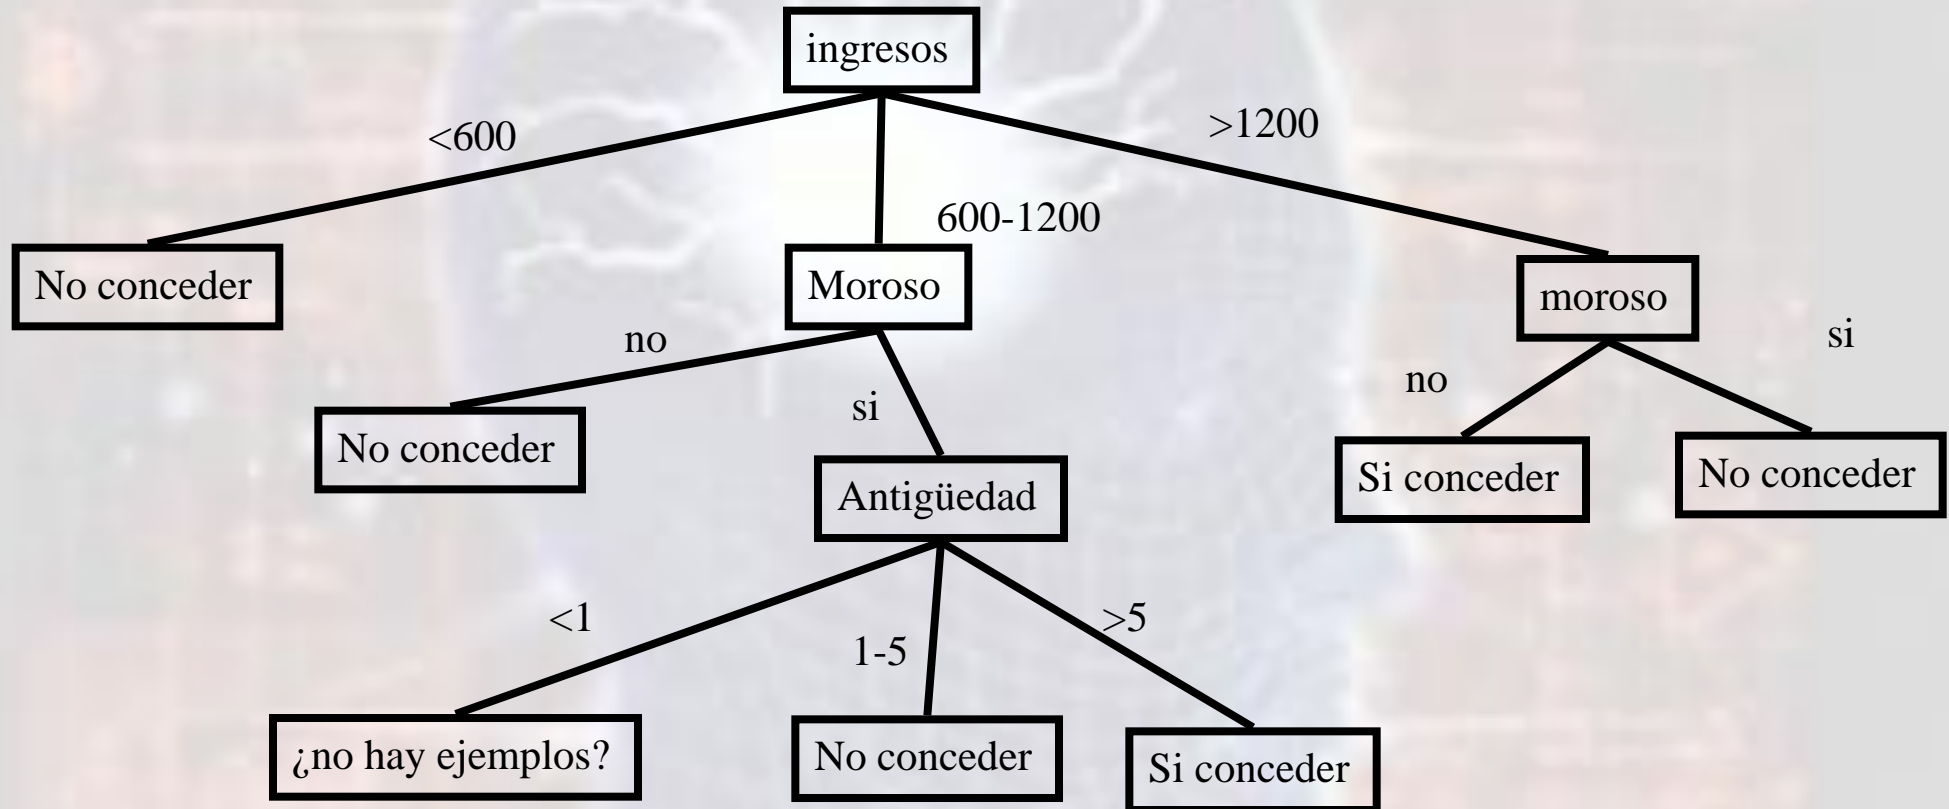 ingresos
<600
>1200
600-1200
No conceder
Moroso
moroso
no
si
si
no
No conceder
Antigüedad
Si conceder
No conceder
<1
1-5
>5
¿no hay ejemplos?
No conceder
Si conceder